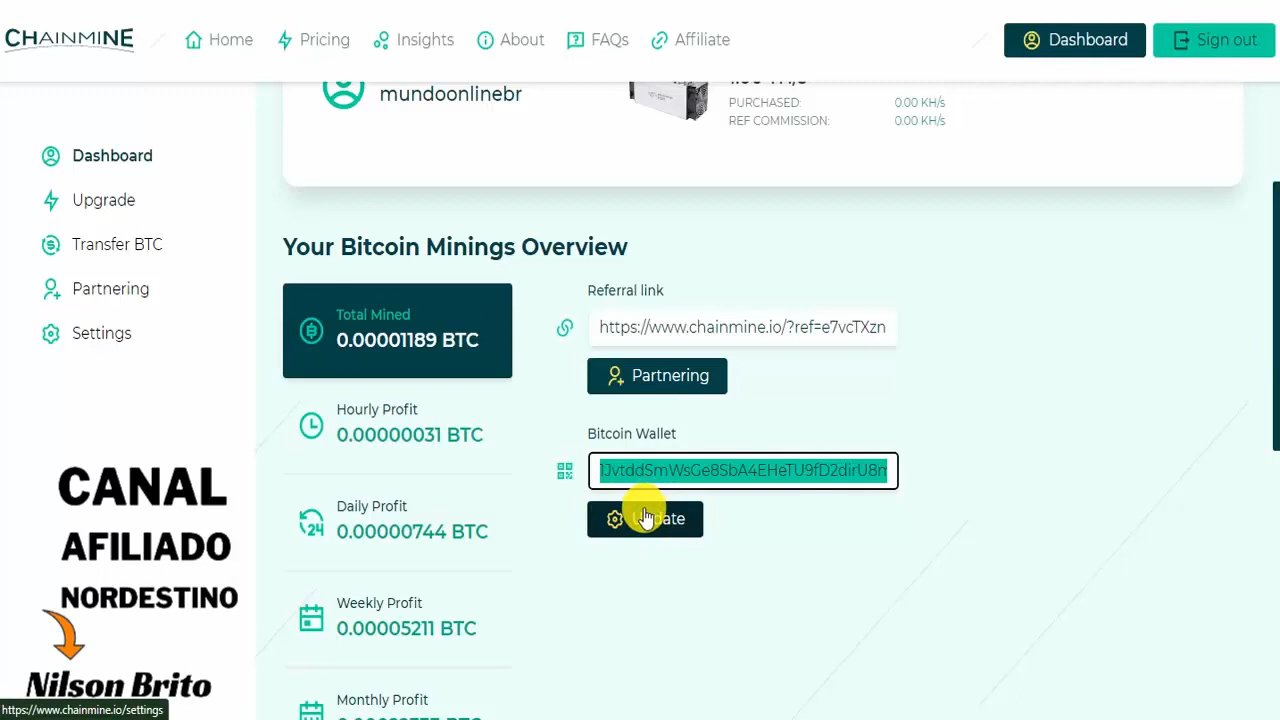 CHAINMINE
Home
Pricing
Insights
About
FAQs
Affiliate
Dashboard
Sign out
mundoonlinebr
PURCHASED: 0.00 KH/s
REF COMMISSION: 0.00 KH/s
Dashboard
Upgrade
Transfer BTC
Partnering
Settings
Your Bitcoin Minings Overview
Total Mined
0.00001189 BTC
Hourly Profit
0.00000031 BTC
24
Daily Profit
0.00000744 BTC
Weekly Profit
0.00005211 BTC
Monthly Profit
Referral link
https://www.chainmine.io/?ref=e7vcTXzn
Partnering
Bitcoin Wallet
1JvtddSmWsGe8SbA4EHeTU9fD2dirU8m
Update
CANAL
AFILIADO
NORDESTINO
Nilson Brito
https://www.chainmine.io/settings